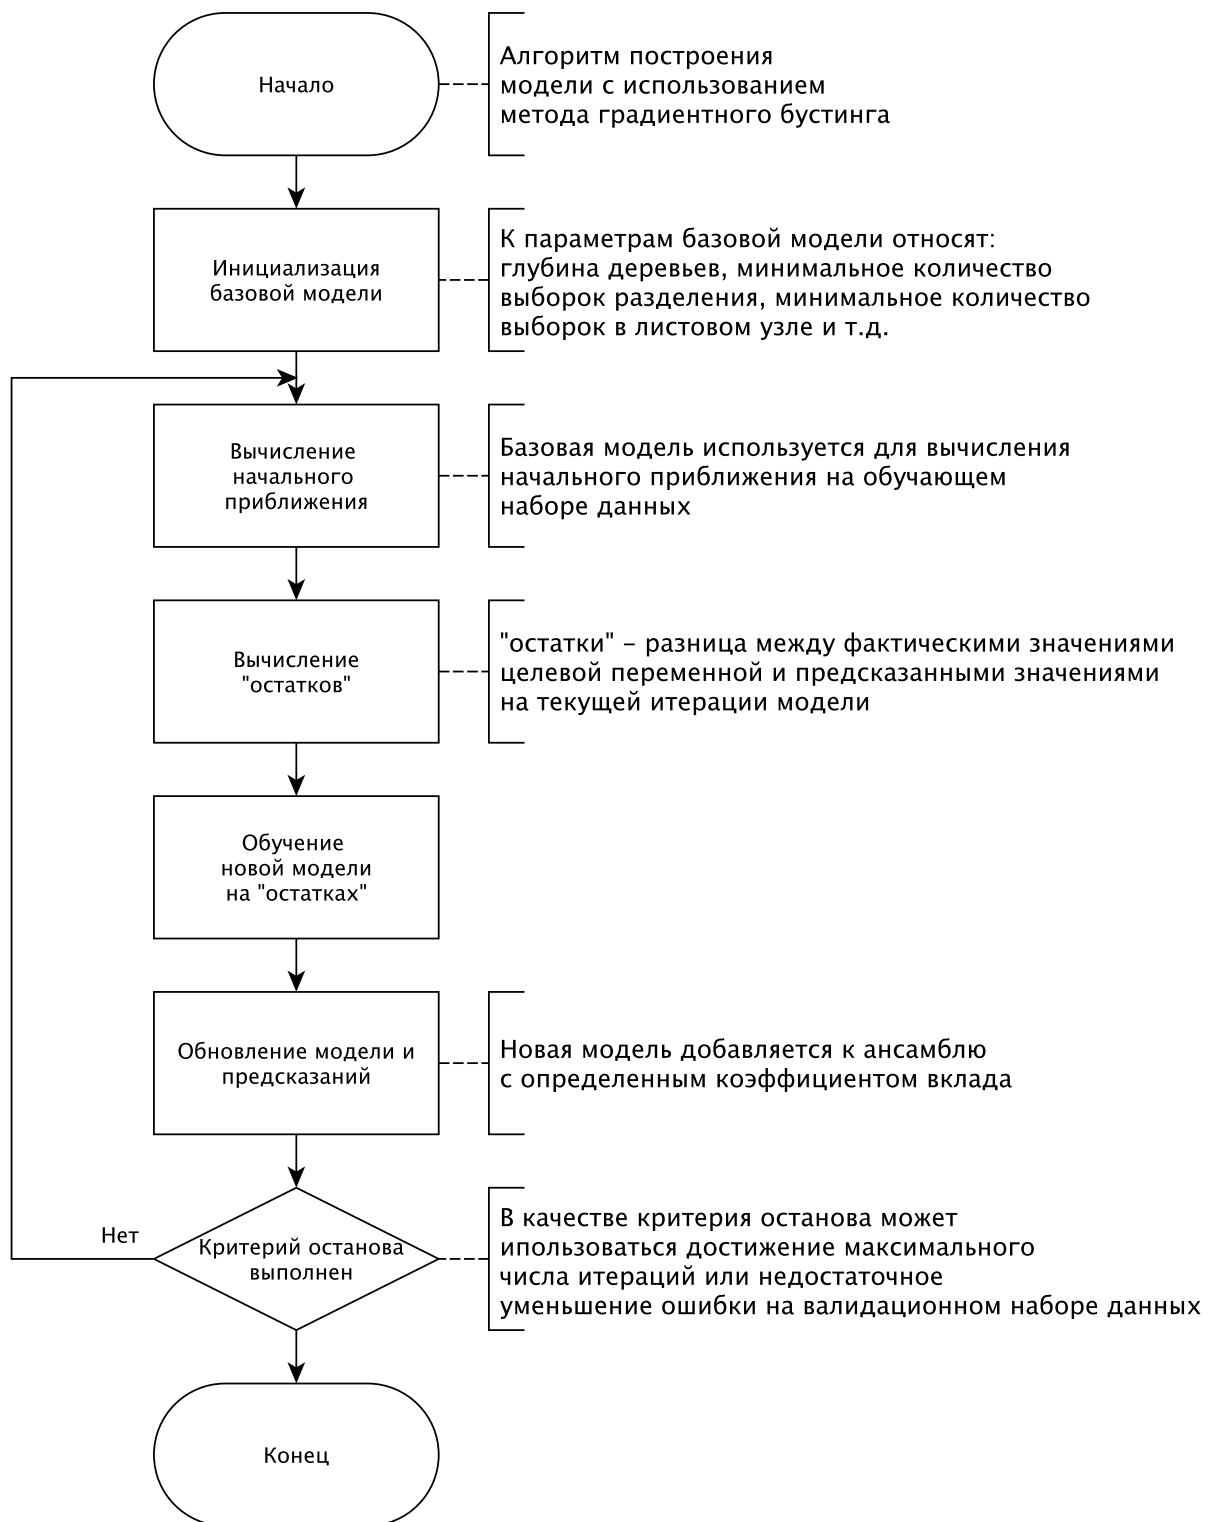 Начало
Алгоритм построения
модели с использованием
метода градиентного бустинга
Инициализация
базовой модели
К параметрам базовой модели относят:
глубина деревьев, минимальное количество
выборок разделения, минимальное количество
выборок в листовом узле и т.д.
Вычисление
начального
приближения
Базовая модель используется для вычисления
начального приближения на обучающем
наборе данных
Вычисление
"остатков"
"остатки" – разница между фактическими значениями
целевой переменной и предсказанными значениями
на текущей итерации модели
Обучение
новой модели
на "остатках"
Обновление модели и
предсказаний
Новая модель добавляется к ансамблю
с определенным коэффициентом вклада
Нет
Критерий останова
выполнен
В качестве критерия останова может
ипользоваться достижение максимального
числа итераций или недостаточное
уменьшение ошибки на валидационном наборе данных
Конец